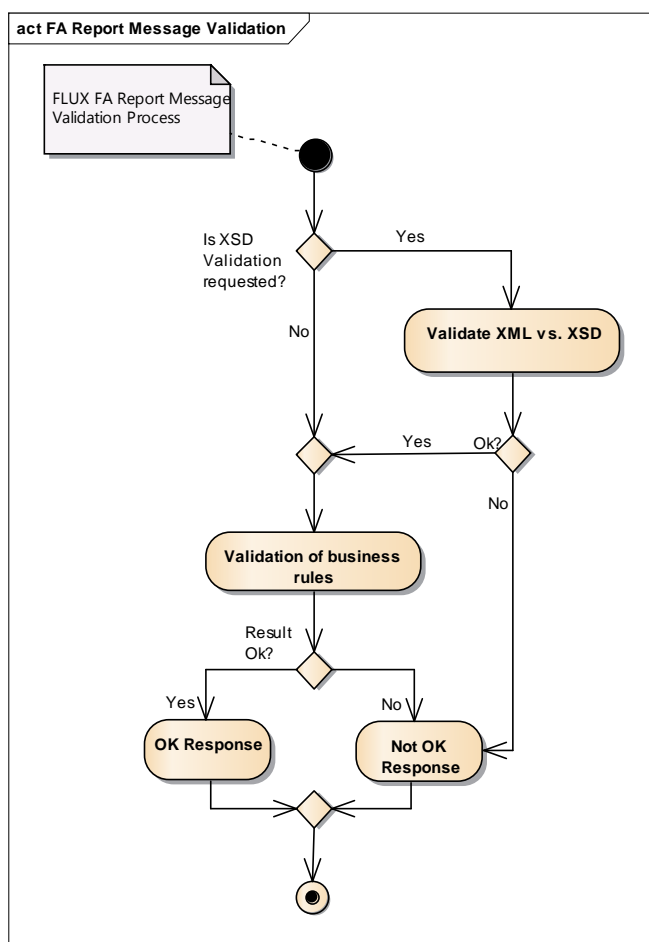 act FA Report Message Validation
FLUX FA Report Message
Validation Process
Is XSD
Validation
requested?
Yes
No
Validate XML vs. XSD
Yes
Ok?
No
Validation of business
rules
Result
Ok?
Yes
No
OK Response
Not OK
Response